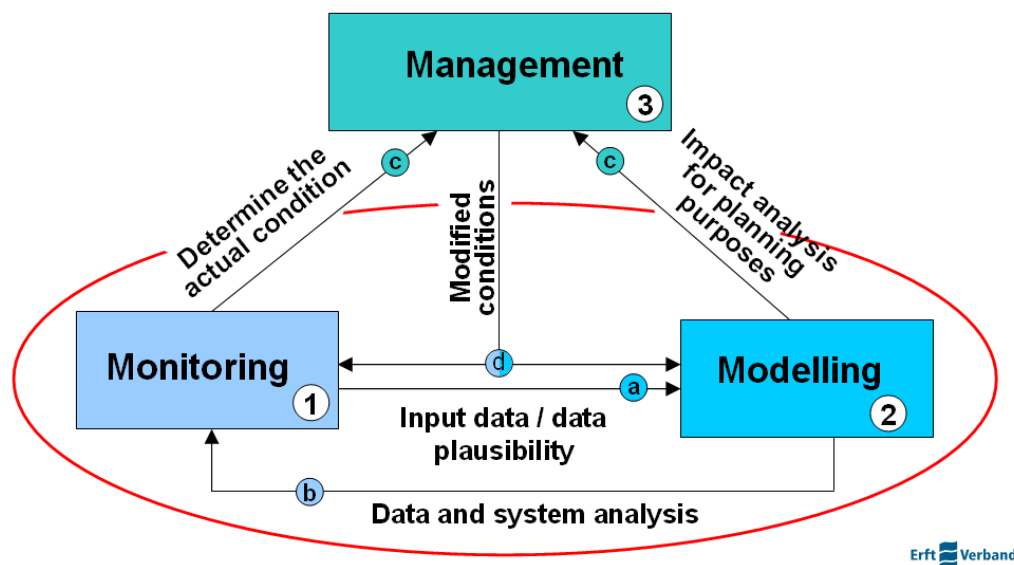 Management
3
c
c
Determine the
actual condition
Modified
conditions
Impact analysis
for planning
purposes
Monitoring
1
d
a
Modelling
2
Input data / data
plausibility
b
Data and system analysis
Erft Verband